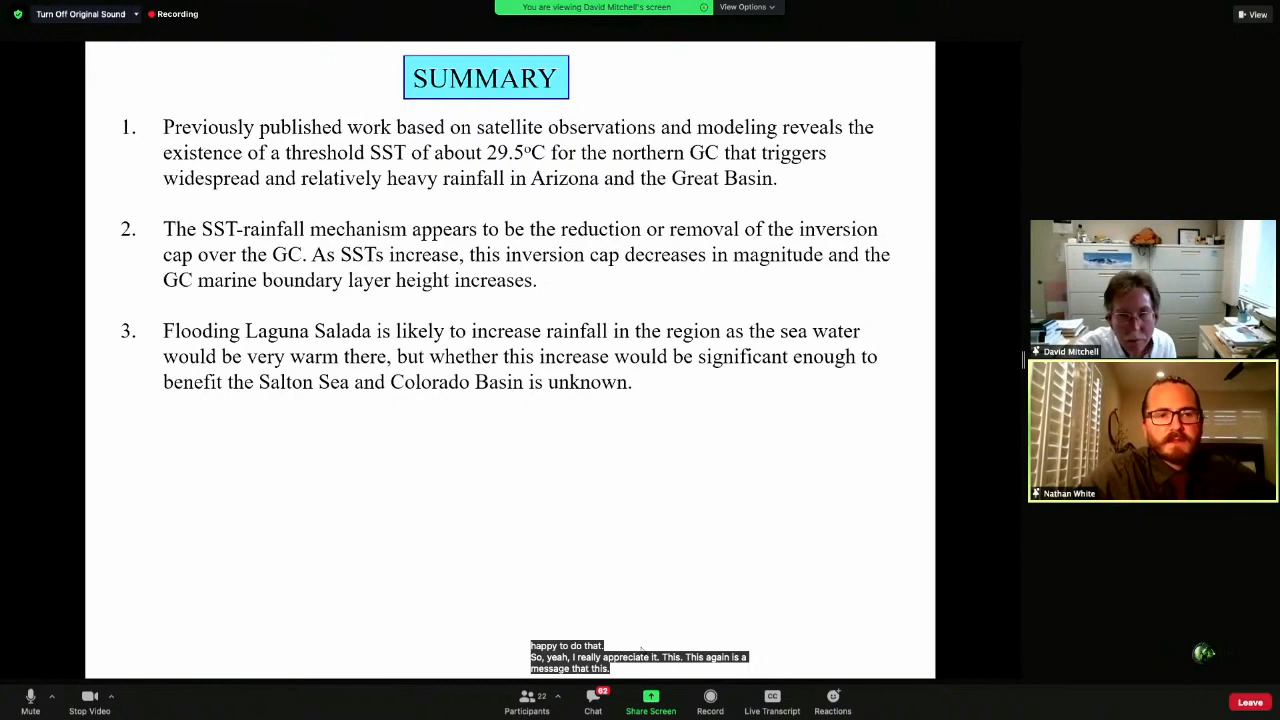 Turn Off Original Sound
Recording
You are viewing David Mitchell's screen
View Options
View
SUMMARY
1. Previously published work based on satellite observations and modeling reveals the
existence of a threshold SST of about 29.5°C for the northern GC that triggers
widespread and relatively heavy rainfall in Arizona and the Great Basin.
2. The SST-rainfall mechanism appears to be the reduction or removal of the inversion
cap over the GC. As SSTs increase, this inversion cap decreases in magnitude and the
GC marine boundary layer height increases.
3. Flooding Laguna Salada is likely to increase rainfall in the region as the sea water
would be very warm there, but whether this increase would be significant enough to
benefit the Salton Sea and Colorado Basin is unknown.
David Mitchell
Nathan White
happy to do that.
So, yeah, I really appreciate it. This. This again is a
message that this.
Mute
Stop Video
22
Participants
62
Chat
Share Screen
Record
CC
Live Transcript
Reactions
Leave